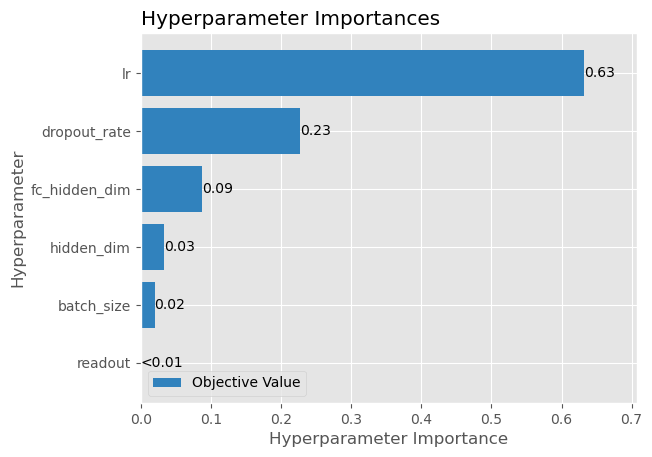 Hyperparameter Importances
Hyperparameter
lr
0.63
dropout_rate
0.23
fc_hidden_dim
0.09
hidden_dim
0.03
batch_size
0.02
readout
<0.01
Objective Value
0.0 0.1 0.2 0.3 0.4 0.5 0.6 0.7
Hyperparameter Importance